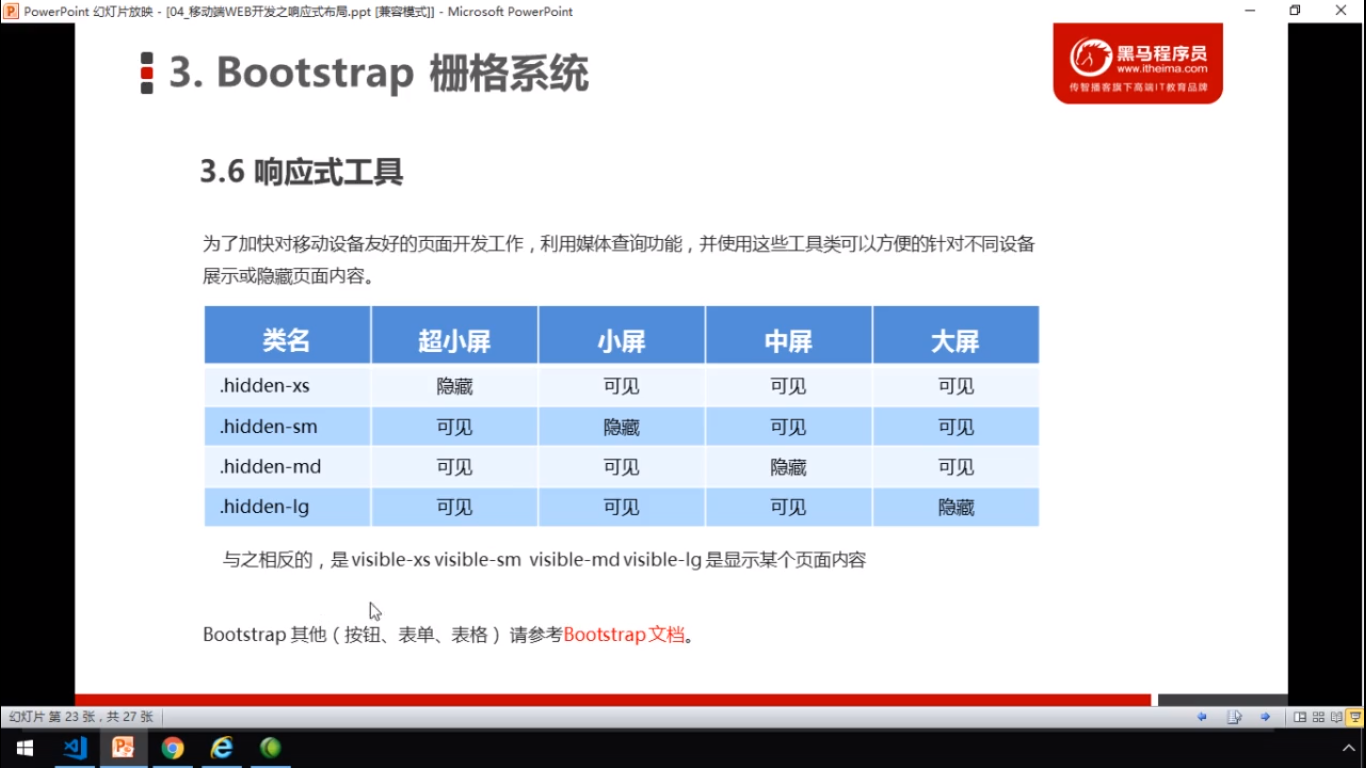 PowerPoint 幻灯片放映 - [04_移动端WEB开发之响应式布局.ppt [兼容模式]] - Microsoft PowerPoint
3. Bootstrap 栅格系统
黑马程序员
www.itheima.com
传智播客旗下高端IT教育品牌
3.6 响应式工具
为了加快对移动设备友好的页面开发工作，利用媒体查询功能，并使用这些工具类可以方便的针对不同设备
展示或隐藏页面内容。
类名 超小屏 小屏 中屏 大屏
.hidden-xs 隐藏 可见 可见 可见
.hidden-sm 可见 隐藏 可见 可见
.hidden-md 可见 可见 隐藏 可见
.hidden-lg 可见 可见 可见 隐藏
与之相反的，是 visible-xs visible-sm visible-md visible-lg 是显示某个页面内容
Bootstrap 其他（按钮、表单、表格）请参考Bootstrap文档。
幻灯片 第 23 张，共 27 张